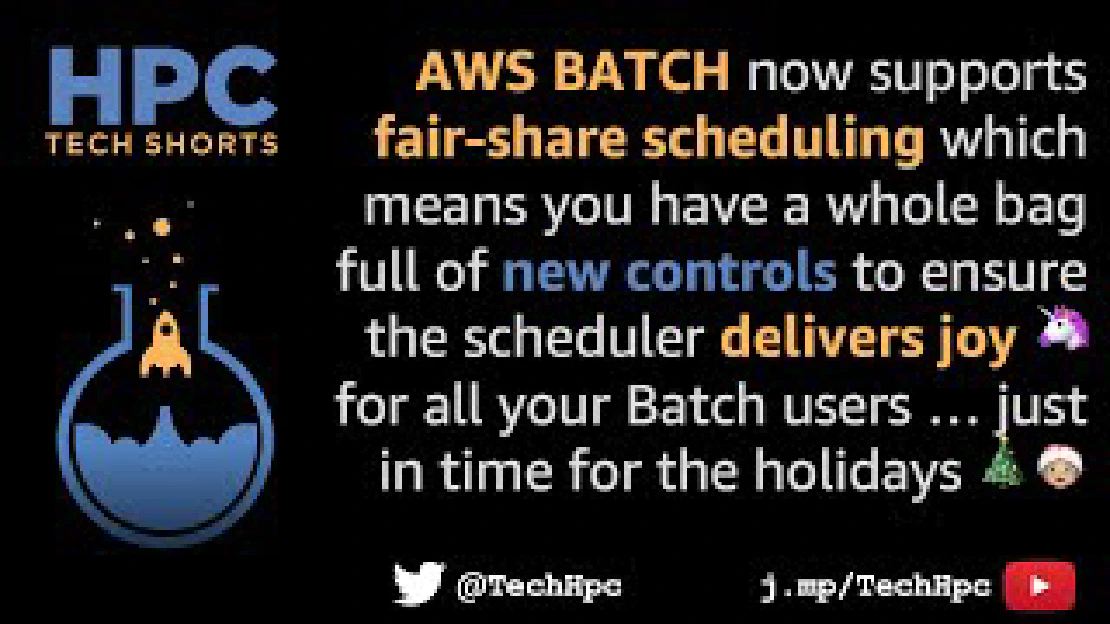 HPC
TECH SHORTS
AWS BATCH now supports
fair-share scheduling which
means you have a whole bag
full of new controls to ensure
the scheduler delivers joy 🦄
for all your Batch users ... just
in time for the holidays 🎄 🤶🏼
@TechHpc
j.mp/TechHpc